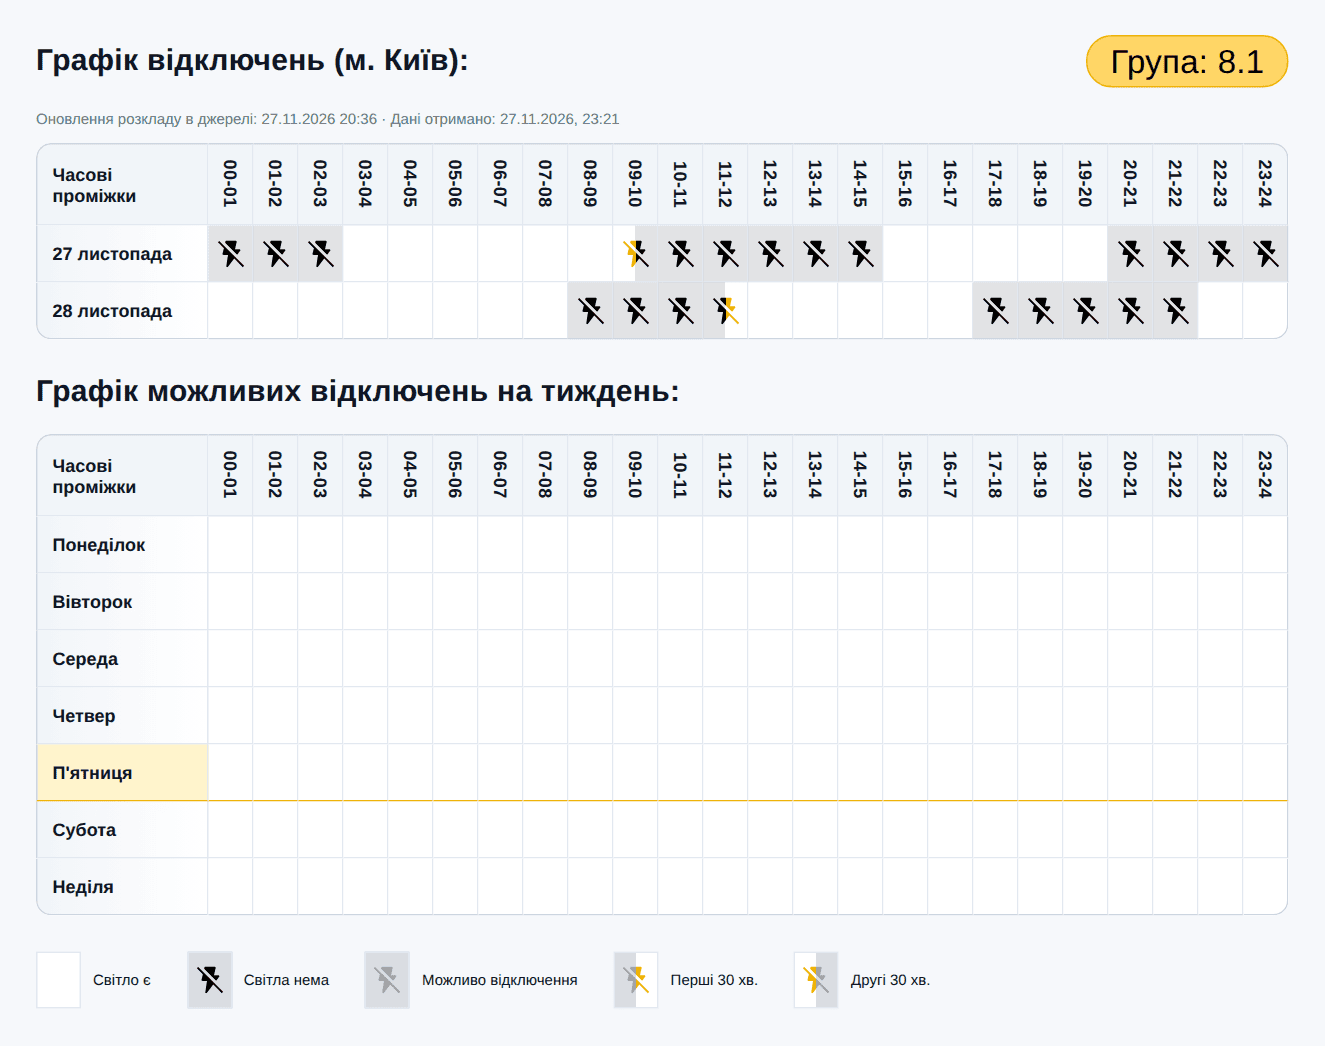 Графік відключень (м. Київ):
Група: 8.1
Оновлення розкладу в джерелі: 27.11.2026 20:36 · Дані отримано: 27.11.2026, 23:21
Часові проміжки 00-01 01-02 02-03 03-04 04-05 05-06 06-07 07-08 08-09 09-10 10-11 11-12 12-13 13-14 14-15 15-16 16-17 17-18 18-19 19-20 20-21 21-22 22-23 23-24
27 листопада
28 листопада
Графік можливих відключень на тиждень:
Часові проміжки 00-01 01-02 02-03 03-04 04-05 05-06 06-07 07-08 08-09 09-10 10-11 11-12 12-13 13-14 14-15 15-16 16-17 17-18 18-19 19-20 20-21 21-22 22-23 23-24
Понеділок
Вівторок
Середа
Четвер
П'ятниця
Субота
Неділя
Світло є Світла нема Можливо відключення Перші 30 хв. Другі 30 хв.